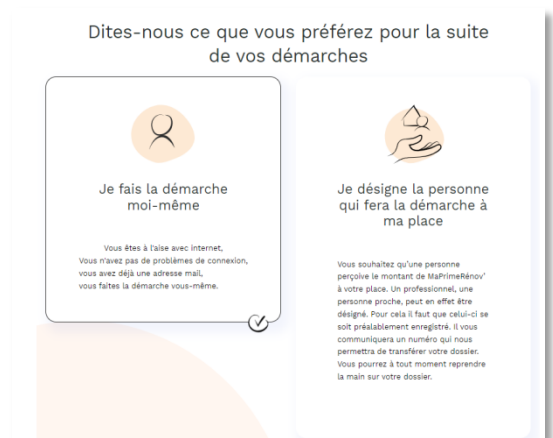 Dites-nous ce que vous préférez pour la suite
de vos démarches
Je fais la démarche
moi-même
Vous êtes à l'aise avec internet,
Vous n'avez pas de problèmes de connexion,
vous avez déjà une adresse mail,
vous faites la démarche vous-même.
Je désigne la personne
qui fera la démarche à
ma place
Vous souhaitez qu'une personne
perçoive le montant de MaPrimeRénov'
à votre place. Un professionnel, une
personne proche, peut en effet être
désigné. Pour cela il faut que celui-ci se
soit préalablement enregistré. Il vous
communiquera un numéro qui nous
permettra de transférer votre dossier.
Vous pourrez à tout moment reprendre
la main sur votre dossier.